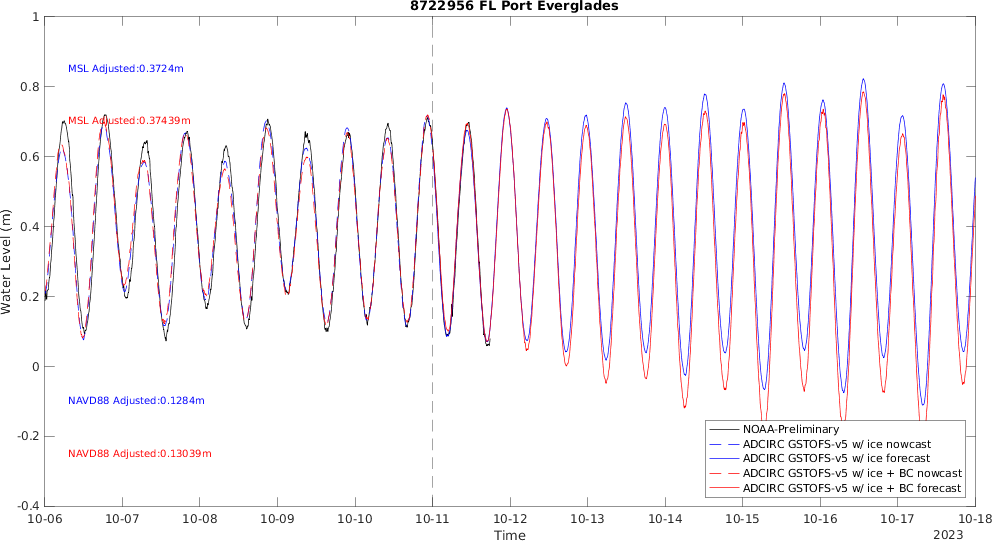 8722956 FL Port Everglades
1
0.8
0.6
0.4
0.2
0
-0.2
-0.4
Water Level (m)
MSL Adjusted:0.3724m
MSL Adjusted:0.37439m
NAVD88 Adjusted:0.1284m
NAVD88 Adjusted:0.13039m
NOAA-Preliminary
ADCIRC GSTOFS-v5 w/ ice nowcast
ADCIRC GSTOFS-v5 w/ ice forecast
ADCIRC GSTOFS-v5 w/ ice + BC nowcast
ADCIRC GSTOFS-v5 w/ ice + BC forecast
10-06 10-07 10-08 10-09 10-10 10-11 10-12 10-13 10-14 10-15 10-16 10-17 10-18
Time
2023